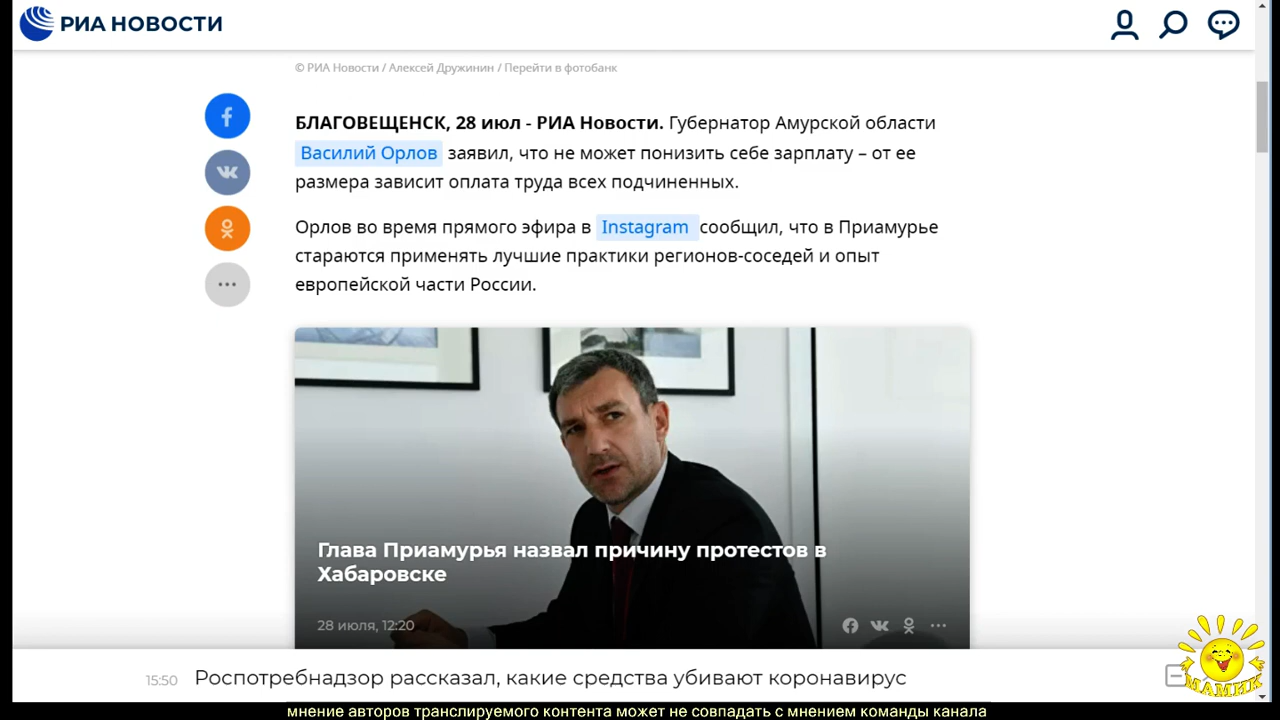 РИА НОВОСТИ
© РИА Новости / Алексей Дружинин / Перейти в фотобанк
БЛАГОВЕЩЕНСК, 28 июл - РИА Новости. Губернатор Амурской области
Василий Орлов заявил, что не может понизить себе зарплату – от ее
размера зависит оплата труда всех подчиненных.
Орлов во время прямого эфира в Instagram сообщил, что в Приамурье
стараются применять лучшие практики регионов-соседей и опыт
европейской части России.
Глава Приамурья назвал причину протестов в
Хабаровске
28 июля, 12:20
15:50 Роспотребнадзор рассказал, какие средства убивают коронавирус
МАМИК
мнение авторов транслируемого контента может не совпадать с мнением команды канала